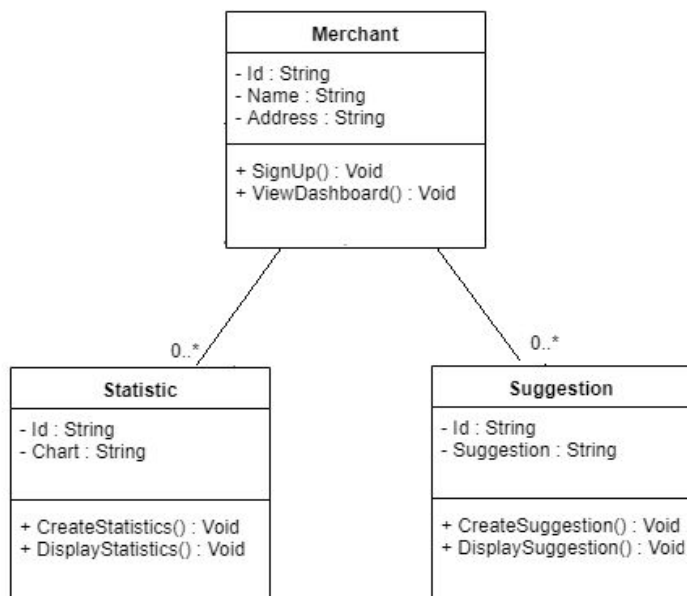 Merchant
- Id : String
- Name : String
- Address : String
+ SignUp() : Void
+ ViewDashboard() : Void
0..*
0..*
Statistic
- Id : String
- Chart : String
+ CreateStatistics() : Void
+ DisplayStatistics() : Void
Suggestion
- Id : String
- Suggestion : String
+ CreateSuggestion() : Void
+ DisplaySuggestion() : Void